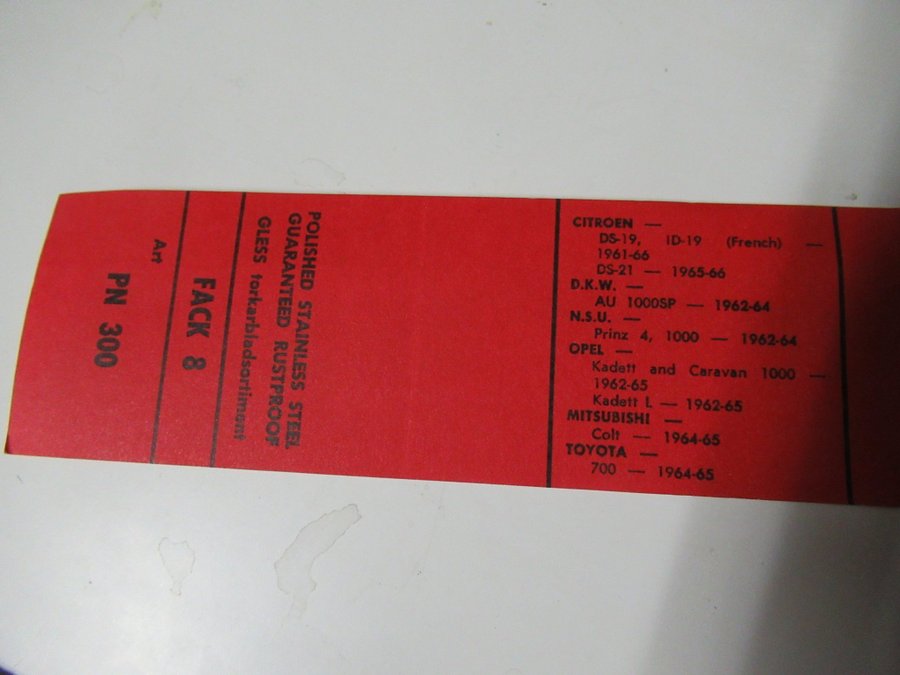 CITROEN —
DS-19, ID-19 (French) —
1961-66
DS-21 — 1965-66
D.K.W. —
AU 1000SP — 1962-64
N.S.U. —
Prinz 4, 1000 — 1962-64
OPEL —
Kadett and Caravan 1000 —
1962-65
Kadett L — 1962-65
MITSUBISHI —
Colt — 1964-65
TOYOTA —
700 — 1964-65
POLISHED STAINLESS STEEL
GUARANTEED RUSTPROOF
GLESS torkarbladsortiment
FACK 8
Art
PN 300